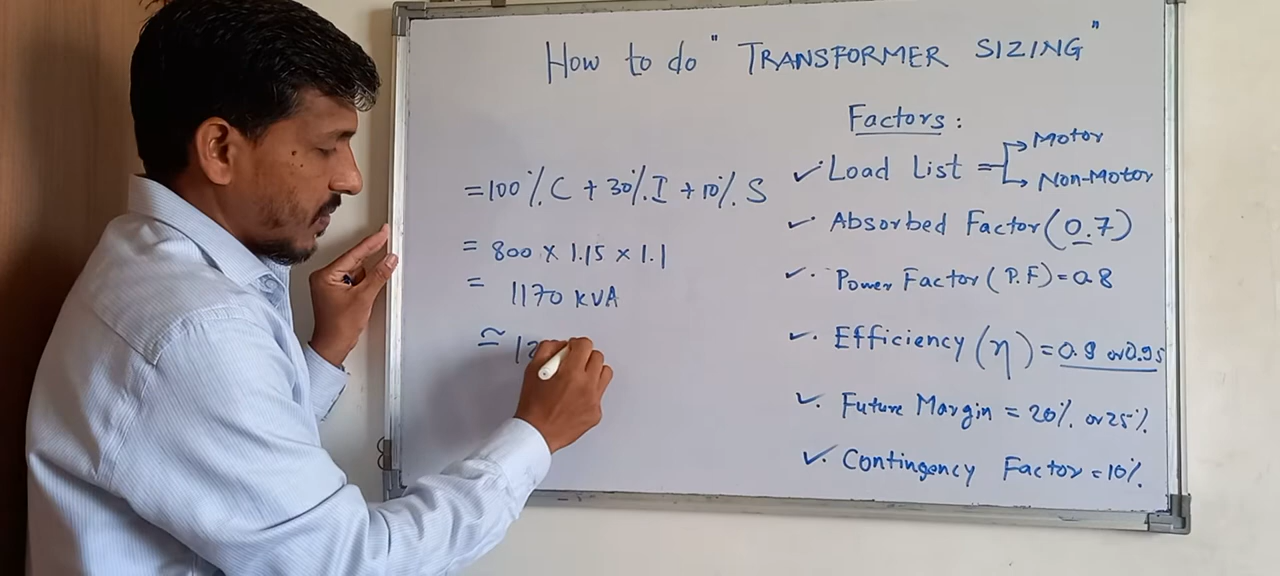 How to do " TRANSFORMER SIZING "
= 100% C + 30% I + 10% S
= 800 x 1.15 x 1.1
= 1170 KVA
≅ 12
Factors :
✓ Load List = → Motor
→ Non-Motor
✓ Absorbed Factor (0.7)
✓. Power Factor (P.F) = 0.8
✓. Efficiency (η) = 0.9 or 0.95
✓. Future Margin = 20% or 25%.
✓. Contingency Factor = 10%.